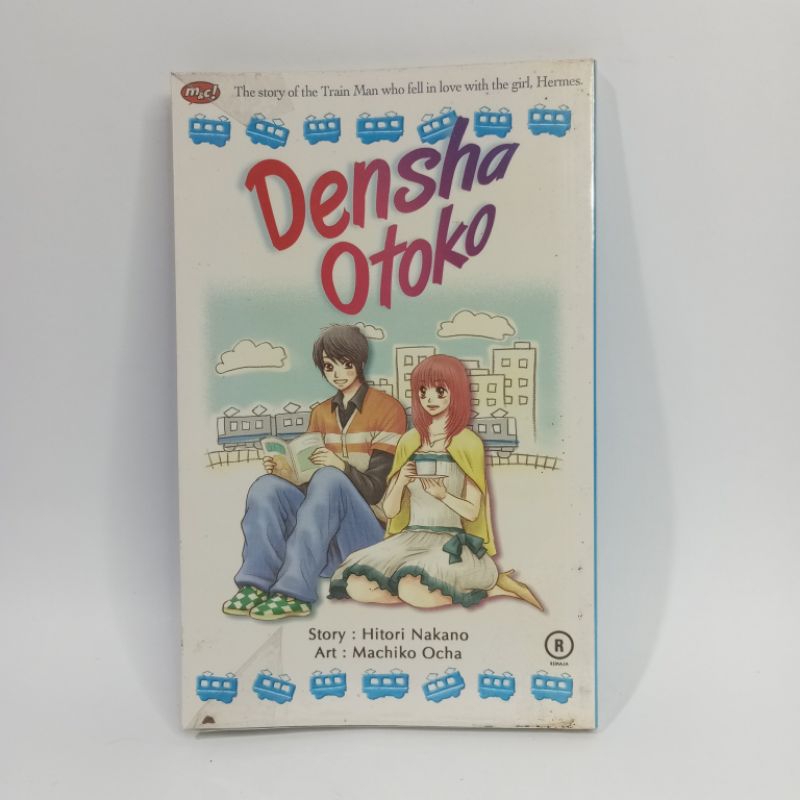 m&c!
The story of the Train Man who fell in love with the girl, Hermes.
Densha
Otoko
Story : Hitori Nakano
Art : Machiko Ocha
R
REMAJA